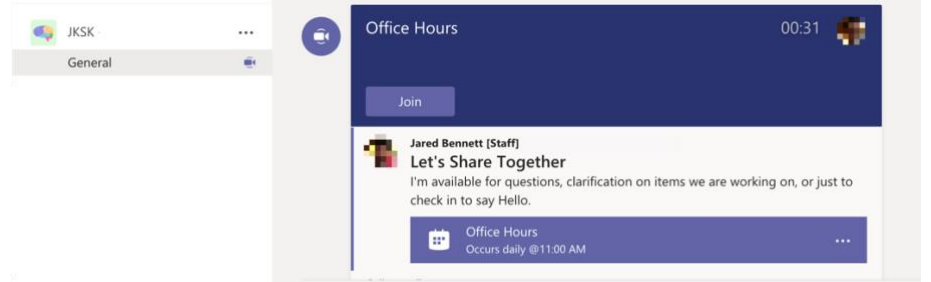 JKSK
...
General
Office Hours
00:31
Join
Jared Bennett [Staff]
Let's Share Together
I'm available for questions, clarification on items we are working on, or just to
check in to say Hello.
Office Hours
Occurs daily @11:00 AM
...